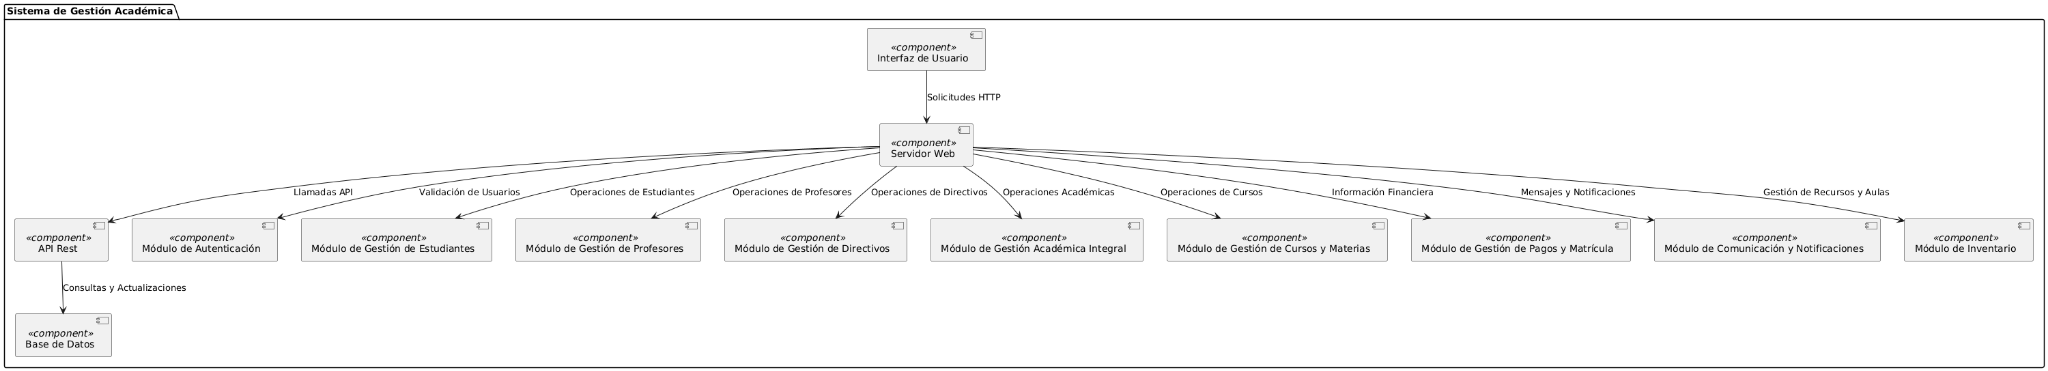 Sistema de Gestión Académica
«component»
Interfaz de Usuario
Solicitudes HTTP
«component»
Servidor Web
Llamadas API
Validación de Usuarios
Operaciones de Estudiantes
Operaciones de Profesores
Operaciones de Directivos
Operaciones Académicas
Operaciones de Cursos
Información Financiera
Mensajes y Notificaciones
Gestión de Recursos y Aulas
«component»
API Rest
«component»
Módulo de Autenticación
«component»
Módulo de Gestión de Estudiantes
«component»
Módulo de Gestión de Profesores
«component»
Módulo de Gestión de Directivos
«component»
Módulo de Gestión Académica Integral
«component»
Módulo de Gestión de Cursos y Materias
«component»
Módulo de Gestión de Pagos y Matrícula
«component»
Módulo de Comunicación y Notificaciones
«component»
Módulo de Inventario
Consultas y Actualizaciones
«component»
Base de Datos